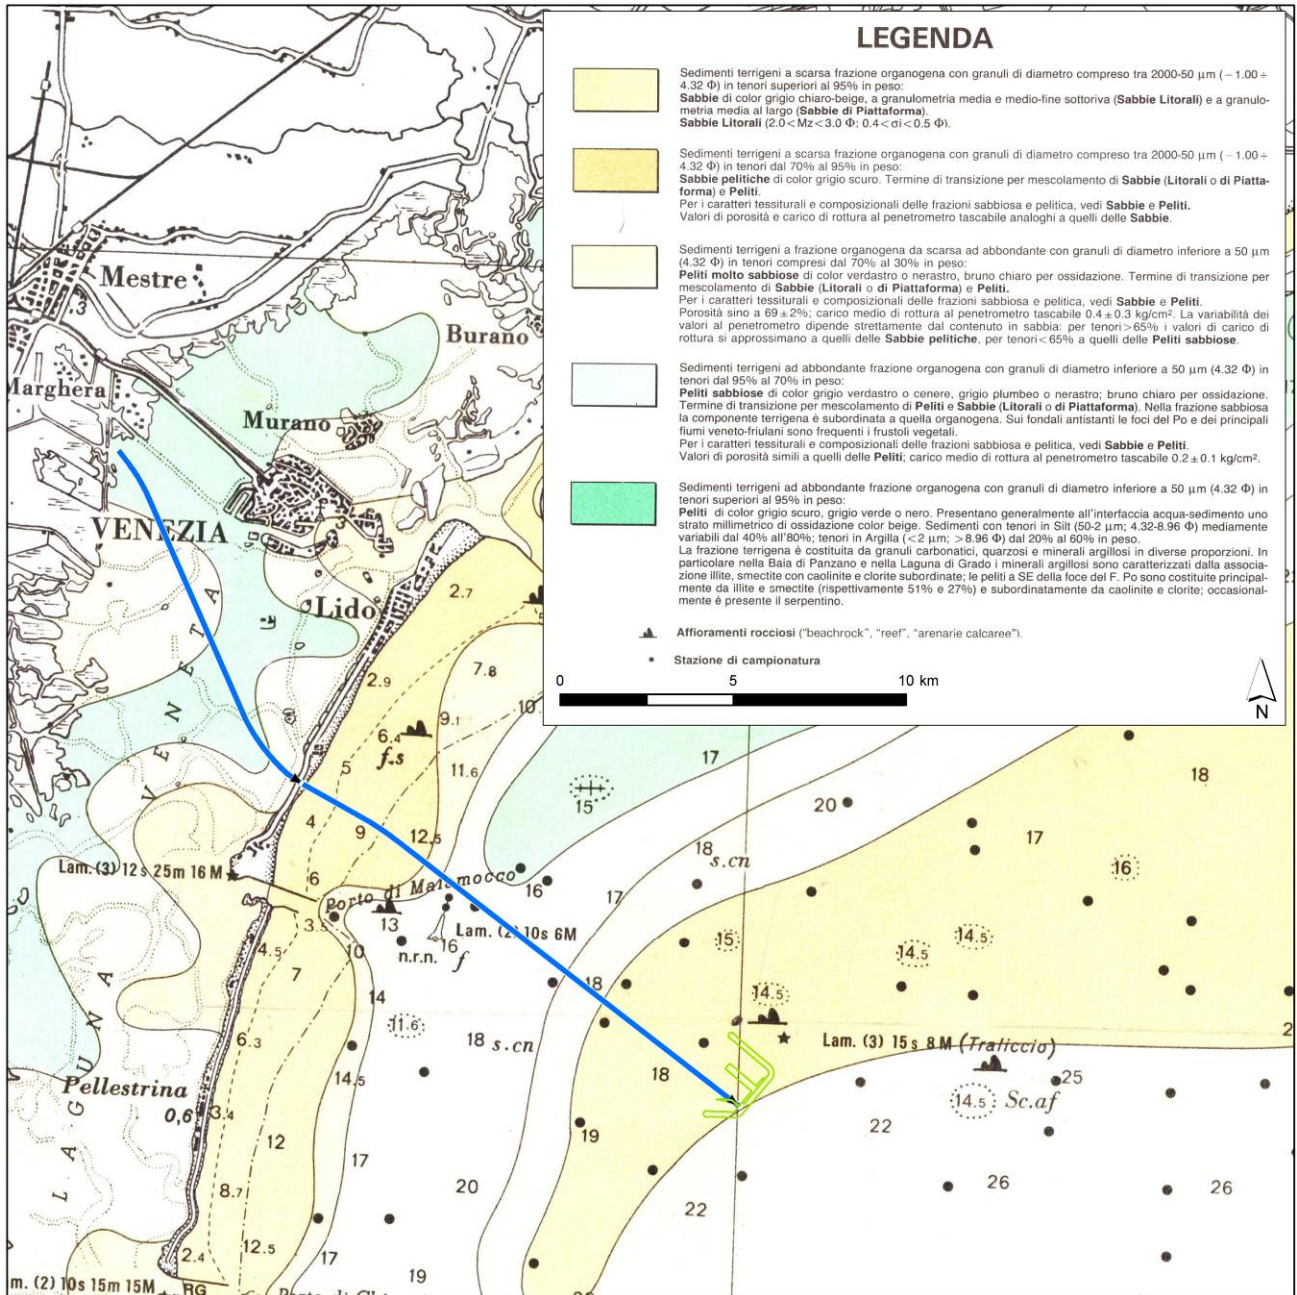 LEGENDA
Sedimenti terrigeni a scarsa frazione organogena con granuli di diametro compreso tra 2000-50 µm (−1.00 ÷
4.32 Φ) in tenori superiori al 95% in peso:
Sabbie di color grigio chiaro-beige, a granulometria media e medio-fine sottoriva (Sabbie Litorali) e a granulo-
metria media al largo (Sabbie di Piattaforma).
Sabbie Litorali (2.0<Mz<3.0 Φ; 0.4<σi<0.5 Φ).
Sedimenti terrigeni a scarsa frazione organogena con granuli di diametro compreso tra 2000-50 µm (−1.00 ÷
4.32 Φ) in tenori dal 70% al 95% in peso:
Sabbie pelitiche di color grigio scuro. Termine di transizione per mescolamento di Sabbie (Litorali o di Piatta-
forma) e Peliti.
Per i caratteri tessiturali e composizionali delle frazioni sabbiosa e pelitica, vedi Sabbie e Peliti.
Valori di porosità e carico di rottura al penetrometro tascabile analoghi a quelli delle Sabbie.
Sedimenti terrigeni a frazione organogena da scarsa ad abbondante con granuli di diametro inferiore a 50 µm
(4.32 Φ) in tenori compresi dal 70% al 30% in peso:
Peliti molto sabbiose di color verdastro o nerastro, bruno chiaro per ossidazione. Termine di transizione per
mescolamento di Sabbie (Litorali o di Piattaforma) e Peliti.
Per i caratteri tessiturali e composizionali delle frazioni sabbiosa e pelitica, vedi Sabbie e Peliti.
Porosità sino a 69±2%; carico medio di rottura al penetrometro tascabile 0.4±0.3 kg/cm². La variabilità dei
valori al penetrometro dipende strettamente dal contenuto in sabbia: per tenori>65% i valori di carico di
rottura si approssimano a quelli delle Sabbie pelitiche, per tenori<65% a quelli delle Peliti sabbiose.
Sedimenti terrigeni ad abbondante frazione organogena con granuli di diametro inferiore a 50 µm (4.32 Φ) in
tenori dal 95% al 70% in peso:
Peliti sabbiose di color grigio verdastro o cenere, grigio plumbeo o nerastro; bruno chiaro per ossidazione.
Termine di transizione per mescolamento di Peliti e Sabbie (Litorali o di Piattaforma). Nella frazione sabbiosa
la componente terrigena è subordinata a quella organogena. Sui fondali antistanti le foci del Po e dei principali
fiumi veneto-friulani sono frequenti i frustoli vegetali.
Per i caratteri tessiturali e composizionali delle frazioni sabbiosa e pelitica, vedi Sabbie e Peliti.
Valori di porosità simili a quelli delle Peliti; carico medio di rottura al penetrometro tascabile 0.2±0.1 kg/cm².
Sedimenti terrigeni ad abbondante frazione organogena con granuli di diametro inferiore a 50 µm (4.32 Φ) in
tenori superiori al 95% in peso:
Peliti di color grigio scuro, grigio verde o nero. Presentano generalmente all'interfaccia acqua-sedimento uno
strato millimetrico di ossidazione color beige. Sedimenti con tenori in Silt (50-2 µm; 4.32-8.96 Φ) mediamente
variabili dal 40% all'80%; tenori in Argilla (<2 µm; >8.96 Φ) dal 20% al 60% in peso.
La frazione terrigena è costituita da granuli carbonatici, quarzosi e minerali argillosi in diverse proporzioni. In
particolare nella Baia di Panzano e nella Laguna di Grado i minerali argillosi sono caratterizzati dalla associa-
zione illite, smectite con caolinite e clorite subordinate; le peliti a SE della foce del F. Po sono costituite principal-
mente da illite e smectite (rispettivamente 51% e 27%) e subordinatamente da caolinite e clorite; occasional-
mente è presente il serpentino.
Affioramenti rocciosi ("beachrock", "reef", "arenarie calcaree").
Stazione di campionatura
0 5 10 km
N
Mestre
3
Burano
Marghera
Murano
VENEZIA
3
Lido
2.7
7.8
2.9
9.1
10.
6.4
f.s
5
11.6
17
18
15
4
9
12.5
20
17
18
s.cn
16
Lam. (3) 12 s 25m 16 M
6
Porto di Malamocco
16
17
3.5
13
Lam. (2) 10s 6M
16
f
n.r.n.
10
4.5
7
15
14.5
14.5
18
14
14.5
11.6
6.3
18 s.cn
Lam. (3) 15 s 8 M (Traliccio)
2
LAGUNA VENETA
Pellestrina
0,6
3.4
14.5
18
25
14.5
Sc.af
22
19
12
17
8.7
20
22
26
26
12.5
2.4
17
19
m. (2) 10s 15m 15M
RG